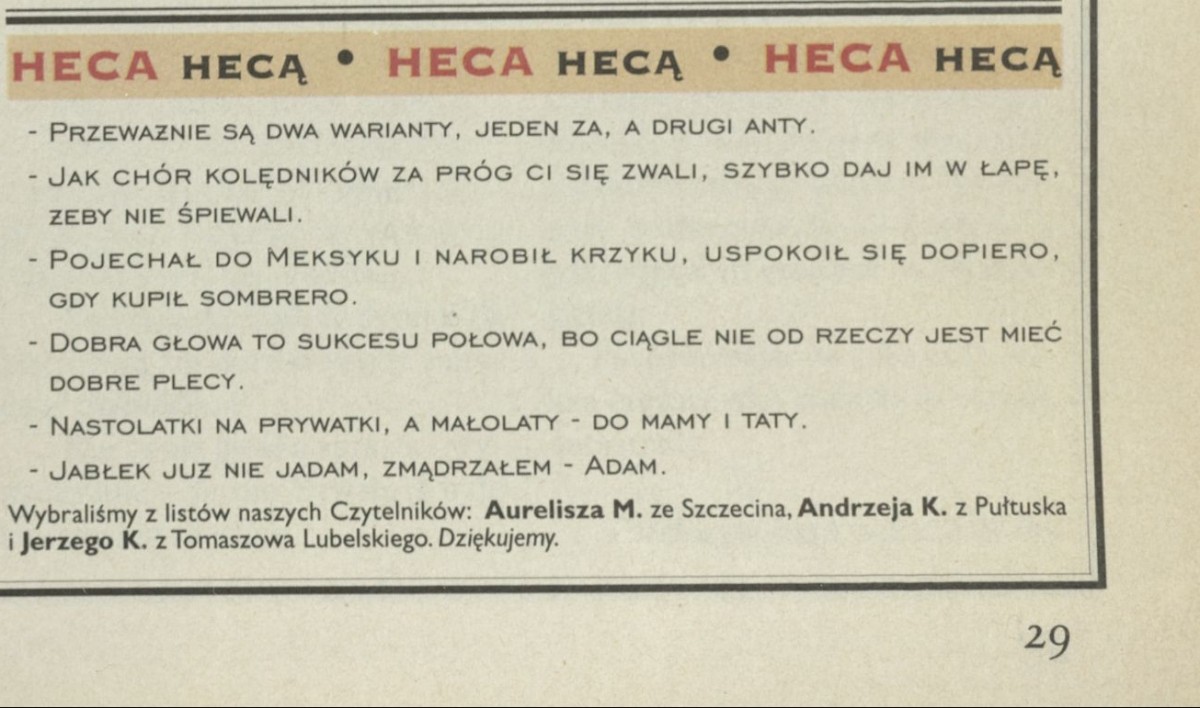 HECA HECĄ • HECA HECĄ • HECA HECĄ
- PRZEWAZNIE SĄ DWA WARIANTY, JEDEN ZA, A DRUGI ANTY.
- JAK CHÓR KOLĘDNIKÓW ZA PRÓG CI SIĘ ZWALI, SZYBKO DAJ IM W ŁAPĘ,
ZEBY NIE ŚPIEWALI.
- POJECHAŁ DO MEKSYKU I NAROBIŁ KRZYKU, USPOKOIŁ SIĘ DOPIERO,
GDY KUPIŁ SOMBRERO.
- DOBRA GŁOWA TO SUKCESU POŁOWA, BO CIĄGLE NIE OD RZECZY JEST MIEĆ
DOBRE PLECY.
- NASTOLATKI NA PRYWATKI, A MAŁOLATY - DO MAMY I TATY.
- JABŁEK JUZ NIE JADAM, ZMĄDRZAŁEM - ADAM.
Wybraliśmy z listów naszych Czytelników: Aurelisza M. ze Szczecina, Andrzeja K. z Pułtuska
i Jerzego K. z Tomaszowa Lubelskiego. Dziękujemy.
29